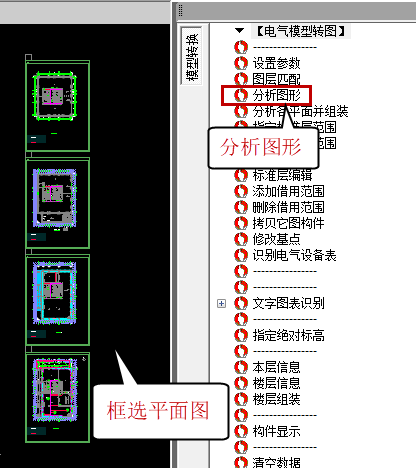 模型转换
【电气模型转图】
设置参数
图层匹配
分析图形
分析各平面并组装
范围
范围
分析图形
标准层编辑
添加借用范围
删除借用范围
拷贝它图构件
修改基点
识别电气设备表
文字图表识别
指定绝对标高
本层信息
楼层信息
楼层组装
构件显示
清空数据
框选平面图